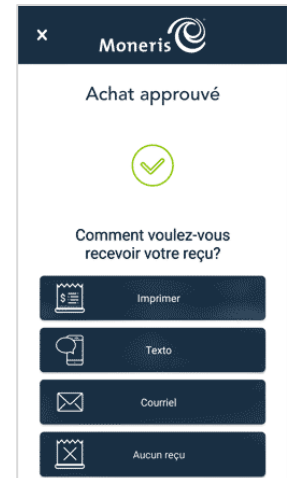 ×
Moneris
Achat approuvé
Comment voulez-vous
recevoir votre reçu?
Imprimer
Texto
Courriel
Aucun reçu